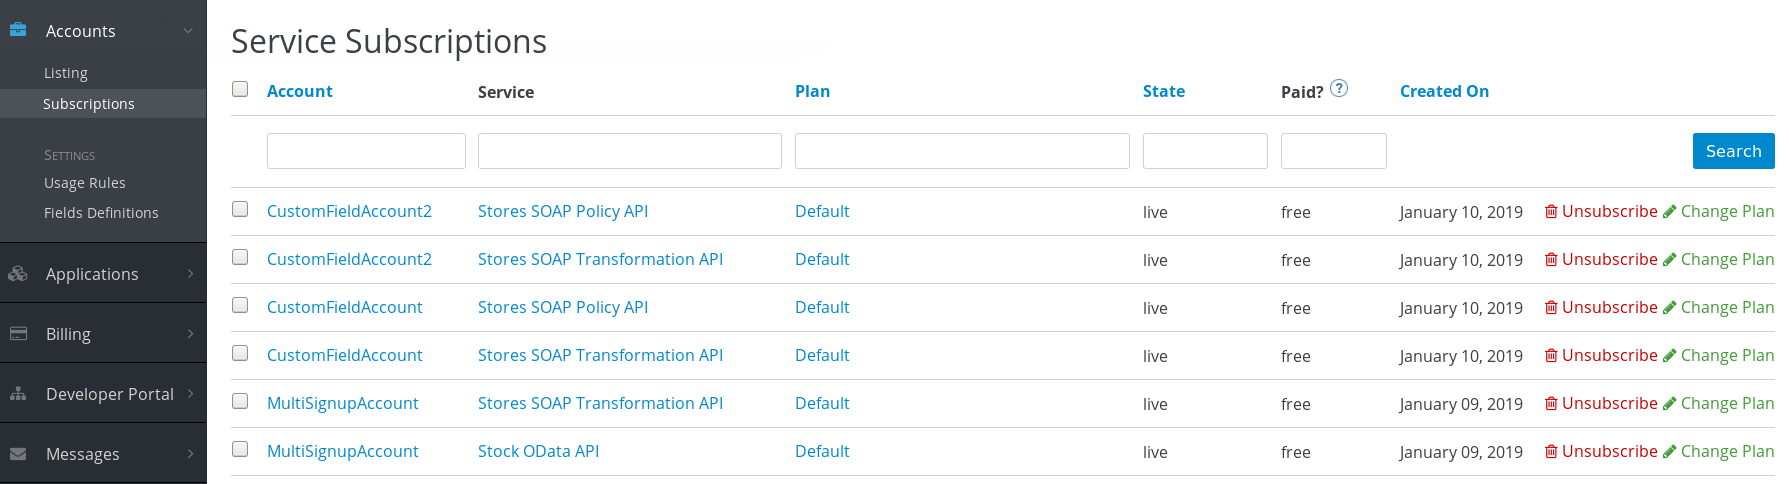 Accounts
Listing
Subscriptions
Settings
Usage Rules
Fields Definitions
Applications
Billing
Developer Portal
Messages
Service Subscriptions
Account Service Plan State Paid? ? Created On
Search
CustomFieldAccount2 Stores SOAP Policy API Default live free January 10, 2019 Unsubscribe Change Plan
CustomFieldAccount2 Stores SOAP Transformation API Default live free January 10, 2019 Unsubscribe Change Plan
CustomFieldAccount Stores SOAP Policy API Default live free January 10, 2019 Unsubscribe Change Plan
CustomFieldAccount Stores SOAP Transformation API Default live free January 10, 2019 Unsubscribe Change Plan
MultiSignupAccount Stores SOAP Transformation API Default live free January 09, 2019 Unsubscribe Change Plan
MultiSignupAccount Stock OData API Default live free January 09, 2019 Unsubscribe Change Plan